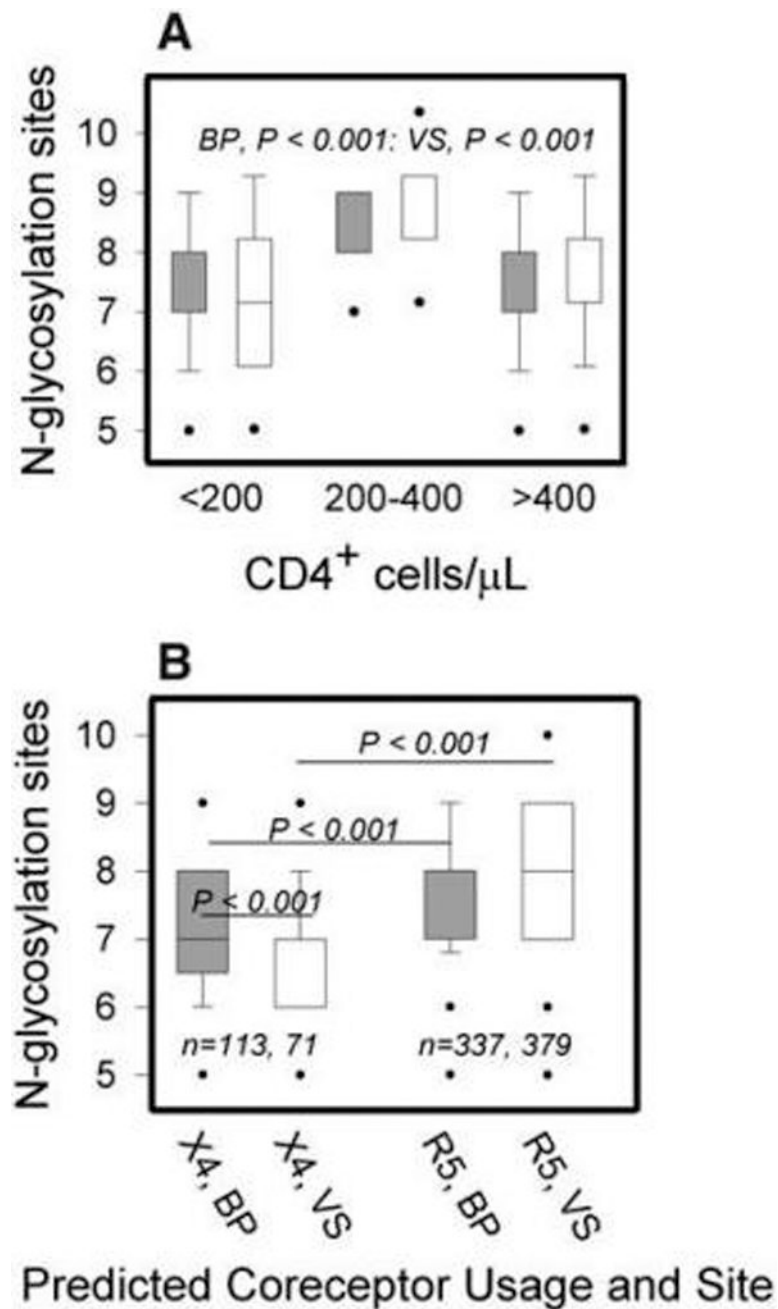 A
N-glycosylation sites
10
9
8
7
6
5
BP, P < 0.001: VS, P < 0.001
<200 200-400 >400
CD4⁺ cells/μL
B
N-glycosylation sites
10
9
8
7
6
5
P < 0.001
P < 0.001
P < 0.001
n=113, 71 n=337, 379
X4, BP X4, VS R5, BP R5, VS
Predicted Coreceptor Usage and Site